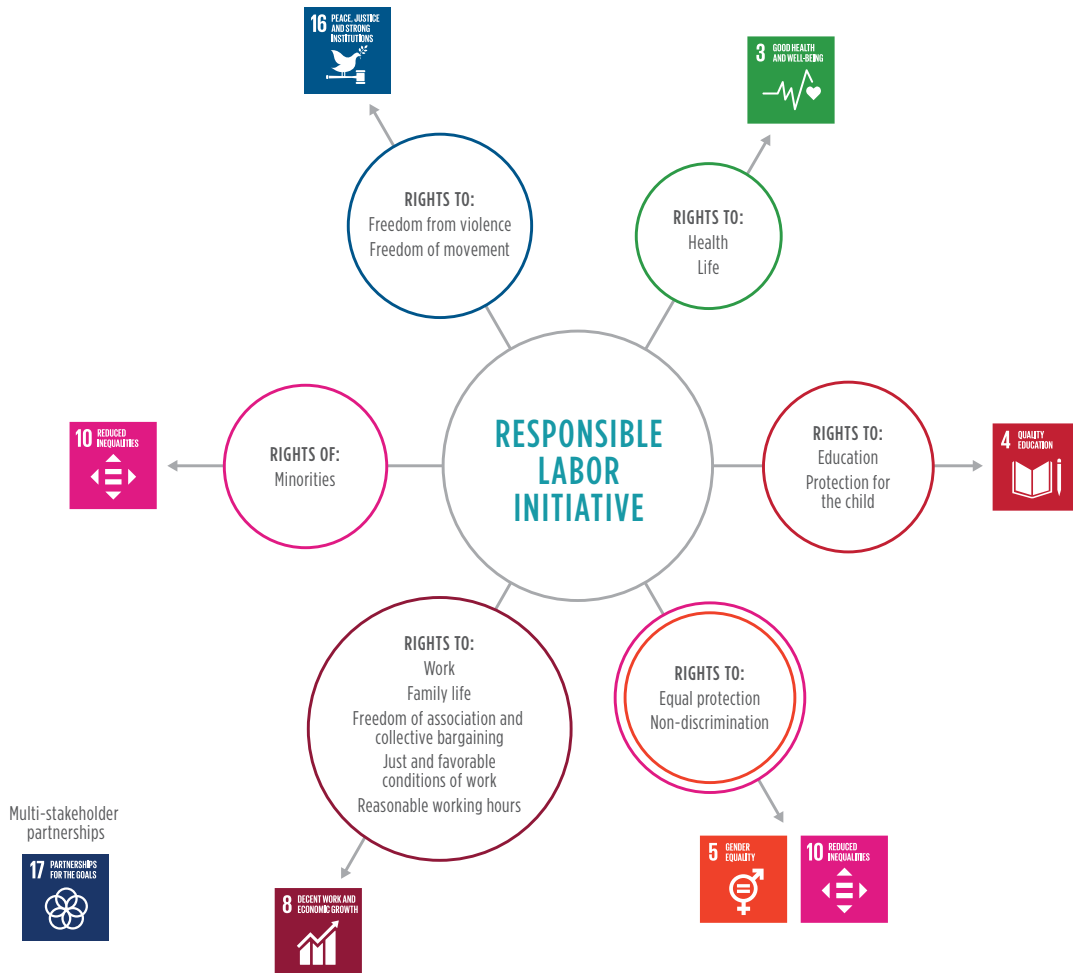 16 PEACE, JUSTICE
AND STRONG
INSTITUTIONS
3 GOOD HEALTH
AND WELL-BEING
RIGHTS TO:
Freedom from violence
Freedom of movement
RIGHTS TO:
Health
Life
10 REDUCED
INEQUALITIES
RIGHTS OF:
Minorities
RESPONSIBLE
LABOR
INITIATIVE
RIGHTS TO:
Education
Protection for
the child
4 QUALITY
EDUCATION
RIGHTS TO:
Work
Family life
Freedom of association and
collective bargaining
Just and favorable
conditions of work
Reasonable working hours
RIGHTS TO:
Equal protection
Non-discrimination
Multi-stakeholder
partnerships
17 PARTNERSHIPS
FOR THE GOALS
8 DECENT WORK AND
ECONOMIC GROWTH
5 GENDER
EQUALITY
10 REDUCED
INEQUALITIES